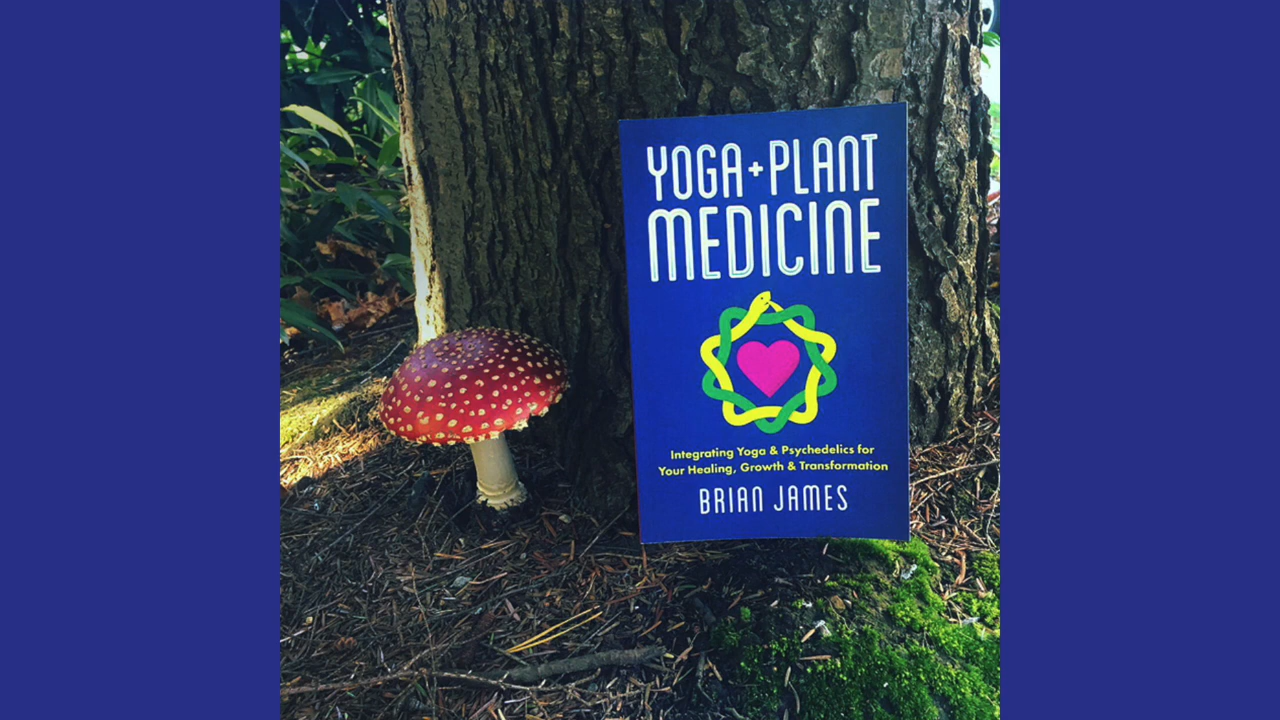 YOGA+PLANT
MEDICINE
Integrating Yoga & Psychedelics for
Your Healing, Growth & Transformation
BRIAN JAMES